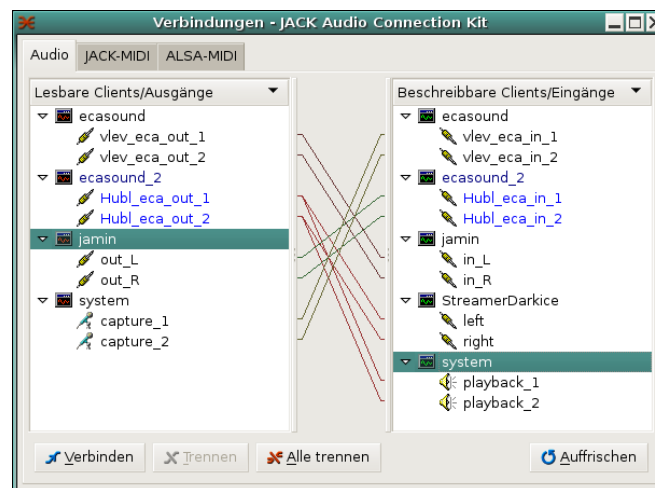 Verbindungen - JACK Audio Connection Kit
Audio JACK-MIDI ALSA-MIDI
Lesbare Clients/Ausgänge
ecasound
vlev_eca_out_1
vlev_eca_out_2
ecasound_2
Hubl_eca_out_1
Hubl_eca_out_2
jamin
out_L
out_R
system
capture_1
capture_2
Beschreibbare Clients/Eingänge
ecasound
vlev_eca_in_1
vlev_eca_in_2
ecasound_2
Hubl_eca_in_1
Hubl_eca_in_2
jamin
in_L
in_R
StreamerDarkice
left
right
system
playback_1
playback_2
Verbinden Trennen Alle trennen Auffrischen